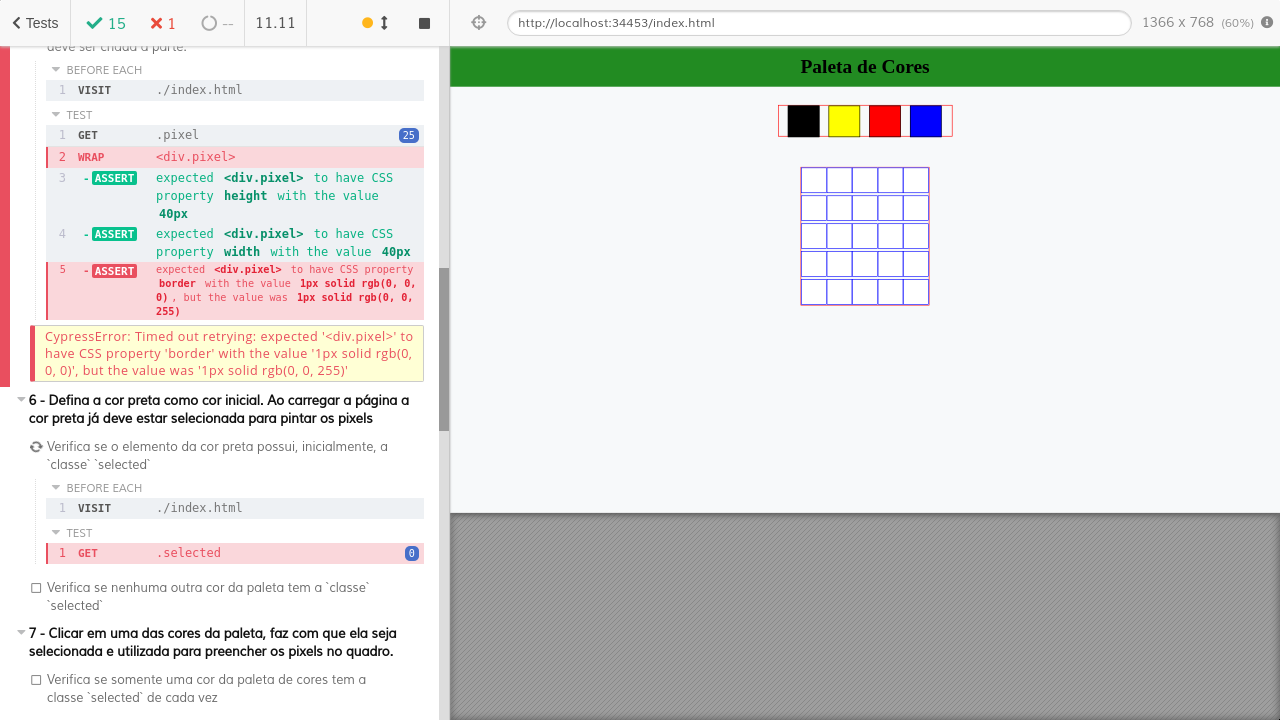 Tests 15 1 -- 11.11
http://localhost:34453/index.html 1366 x 768 (60%)
deve ser criada à parte.
BEFORE EACH
1 VISIT ./index.html
TEST
1 GET .pixel 25
2 WRAP <div.pixel>
3 -ASSERT expected <div.pixel> to have CSS
property height with the value
40px
4 -ASSERT expected <div.pixel> to have CSS
property width with the value 40px
5 -ASSERT expected <div.pixel> to have CSS property
border with the value 1px solid rgb(0, 0,
0) , but the value was 1px solid rgb(0, 0,
255)
CypressError: Timed out retrying: expected '<div.pixel>' to
have CSS property 'border' with the value '1px solid rgb(0,
0, 0)', but the value was '1px solid rgb(0, 0, 255)'
6 - Defina a cor preta como cor inicial. Ao carregar a página a
cor preta já deve estar selecionada para pintar os pixels
Verifica se o elemento da cor preta possui, inicialmente, a
`classe` `selected`
BEFORE EACH
1 VISIT ./index.html
TEST
1 GET .selected 0
Verifica se nenhuma outra cor da paleta tem a `classe`
`selected`
7 - Clicar em uma das cores da paleta, faz com que ela seja
selecionada e utilizada para preencher os pixels no quadro.
Verifica se somente uma cor da paleta de cores tem a
classe `selected` de cada vez
Paleta de Cores